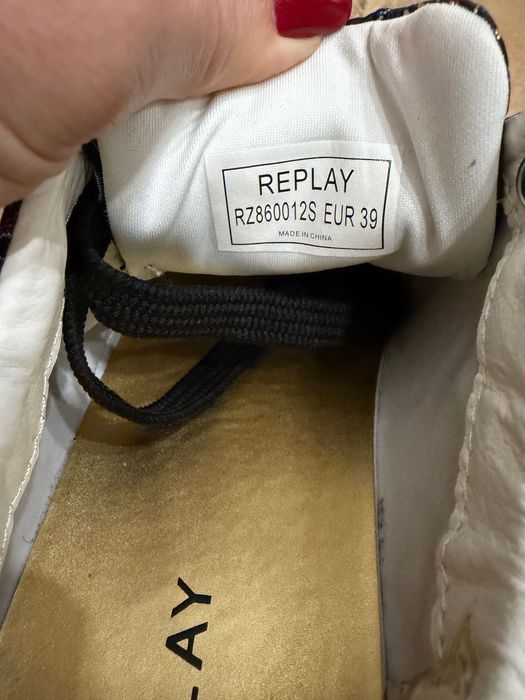 REPLAY
RZ860012S EUR 39
MADE IN CHINA
LAY